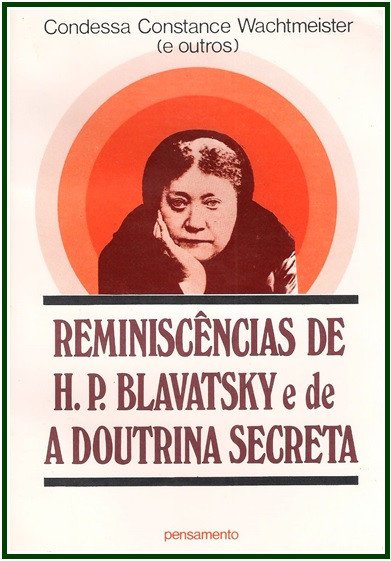 Condessa Constance Wachtmeister
(e outros)
REMINISCÊNCIAS DE
H. P. BLAVATSKY e de
A DOUTRINA SECRETA
pensamento